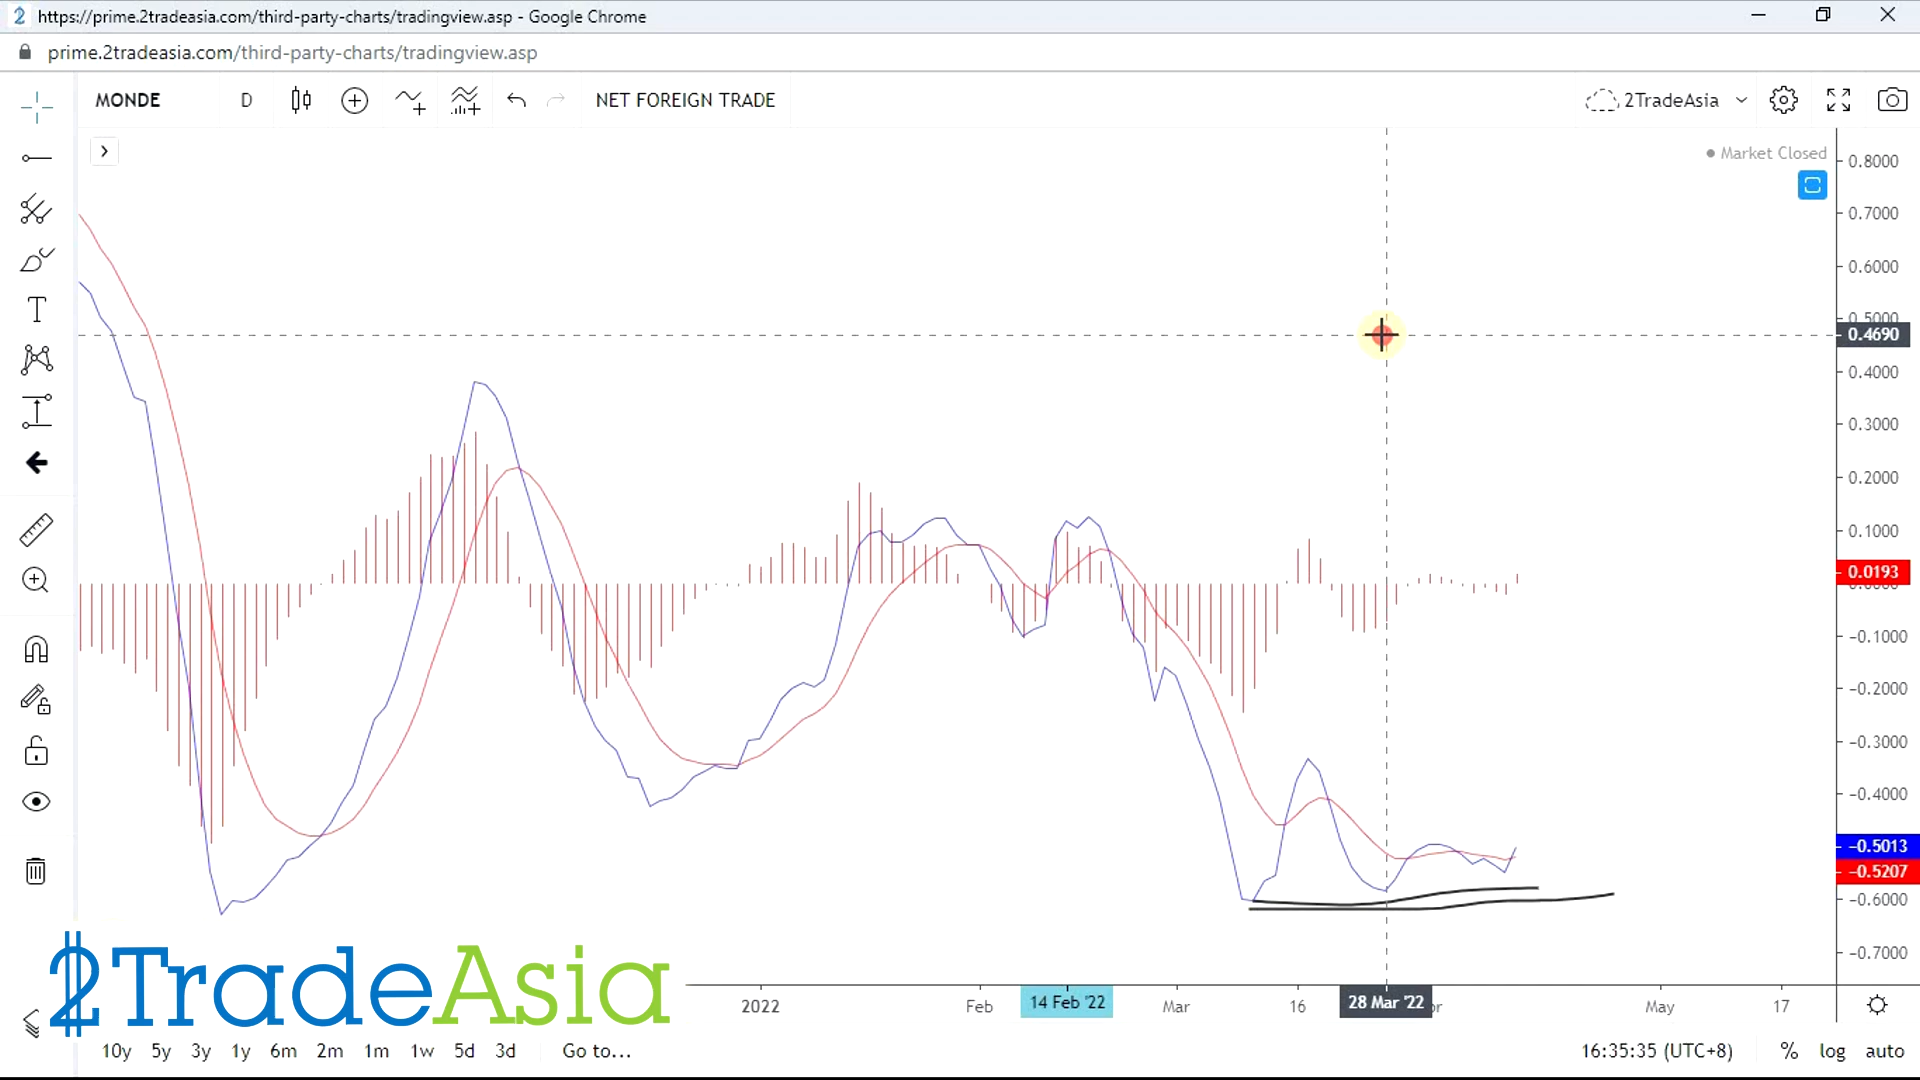 https://prime.2tradeasia.com/third-party-charts/tradingview.asp - Google Chrome
prime.2tradeasia.com/third-party-charts/tradingview.asp
MONDE D NET FOREIGN TRADE 2TradeAsia
Market Closed
0.8000
0.7000
0.6000
0.5000
0.4690
0.4000
0.3000
0.2000
0.1000
0.0193
-0.1000
-0.2000
-0.3000
-0.4000
-0.5013
-0.5207
-0.6000
-0.7000
2TradeAsia
2022 Feb 14 Feb '22 Mar 16 28 Mar '22 May 17
10y 5y 3y 1y 6m 2m 1m 1w 5d 3d Go to... 16:35:35 (UTC+8) % log auto